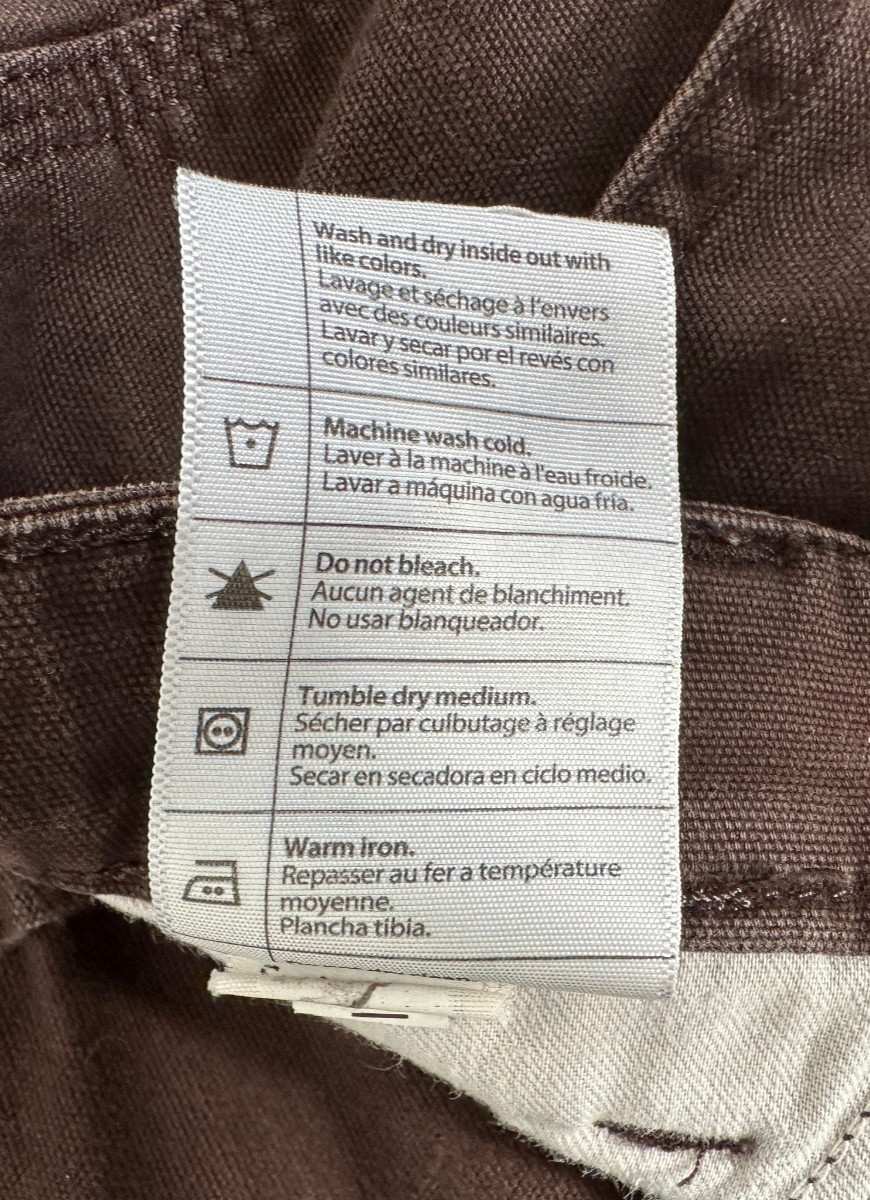 Wash and dry inside out with
like colors.
Lavage et séchage à l'envers
avec des couleurs similaires.
Lavar y secar por el revés con
colores similares.
Machine wash cold.
Laver à la machine à l'eau froide.
Lavar a máquina con agua fría.
Do not bleach.
Aucun agent de blanchiment.
No usar blanqueador.
Tumble dry medium.
Sécher par culbutage à réglage
moyen.
Secar en secadora en ciclo medio.
Warm iron.
Repasser au fer a température
moyenne.
Plancha tibia.